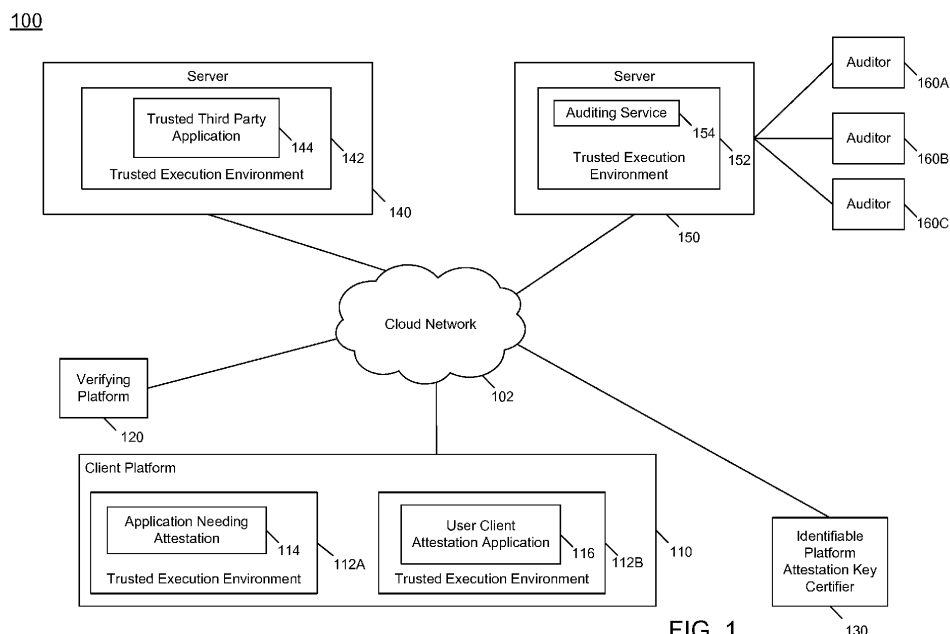 100
Server
Trusted Third Party
Application
144
Trusted Execution Environment
142
140
Server
Auditing Service
154
Trusted Execution
Environment
152
150
Auditor
160A
Auditor
160B
Auditor
160C
Cloud Network
102
Verifying
Platform
120
Client Platform
Application Needing
Attestation
114
Trusted Execution Environment
112A
User Client
Attestation Application
116
Trusted Execution Environment
112B
110
Identifiable
Platform
Attestation Key
Certifier
130
FIG. 1